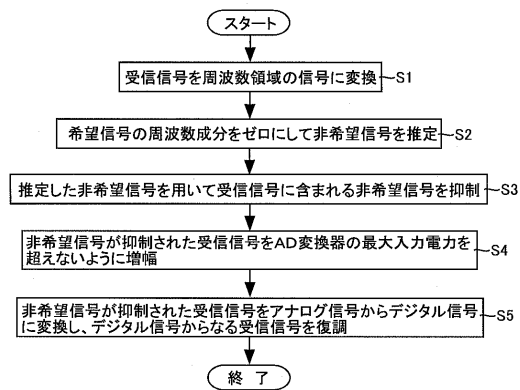 スタート
受信信号を周波数領域の信号に変換
S1
希望信号の周波数成分をゼロにして非希望信号を推定
S2
推定した非希望信号を用いて受信信号に含まれる非希望信号を抑制
S3
非希望信号が抑制された受信信号をAD変換器の最大入力電力を
超えないように増幅
S4
非希望信号が抑制された受信信号をアナログ信号からデジタル信号
に変換し、デジタル信号からなる受信信号を復調
S5
終了